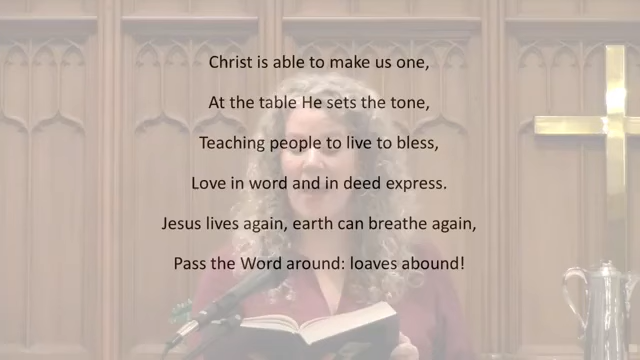 Christ is able to make us one,
At the table He sets the tone,
Teaching people to live to bless,
Love in word and in deed express.
Jesus lives again, earth can breathe again,
Pass the Word around: loaves abound!